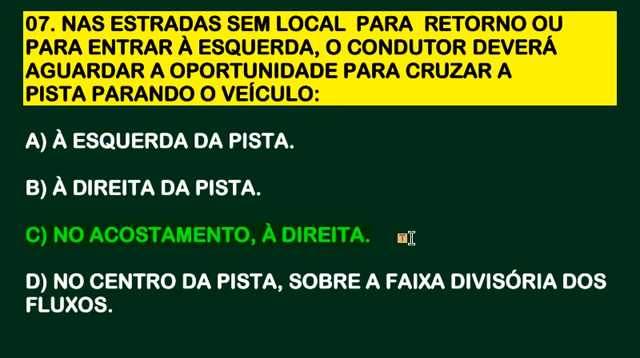 07. NAS ESTRADAS SEM LOCAL PARA RETORNO OU
PARA ENTRAR À ESQUERDA, O CONDUTOR DEVERÁ
AGUARDAR A OPORTUNIDADE PARA CRUZAR A
PISTA PARANDO O VEÍCULO:
A) À ESQUERDA DA PISTA.
B) À DIREITA DA PISTA.
C) NO ACOSTAMENTO, À DIREITA.
D) NO CENTRO DA PISTA, SOBRE A FAIXA DIVISÓRIA DOS
FLUXOS.